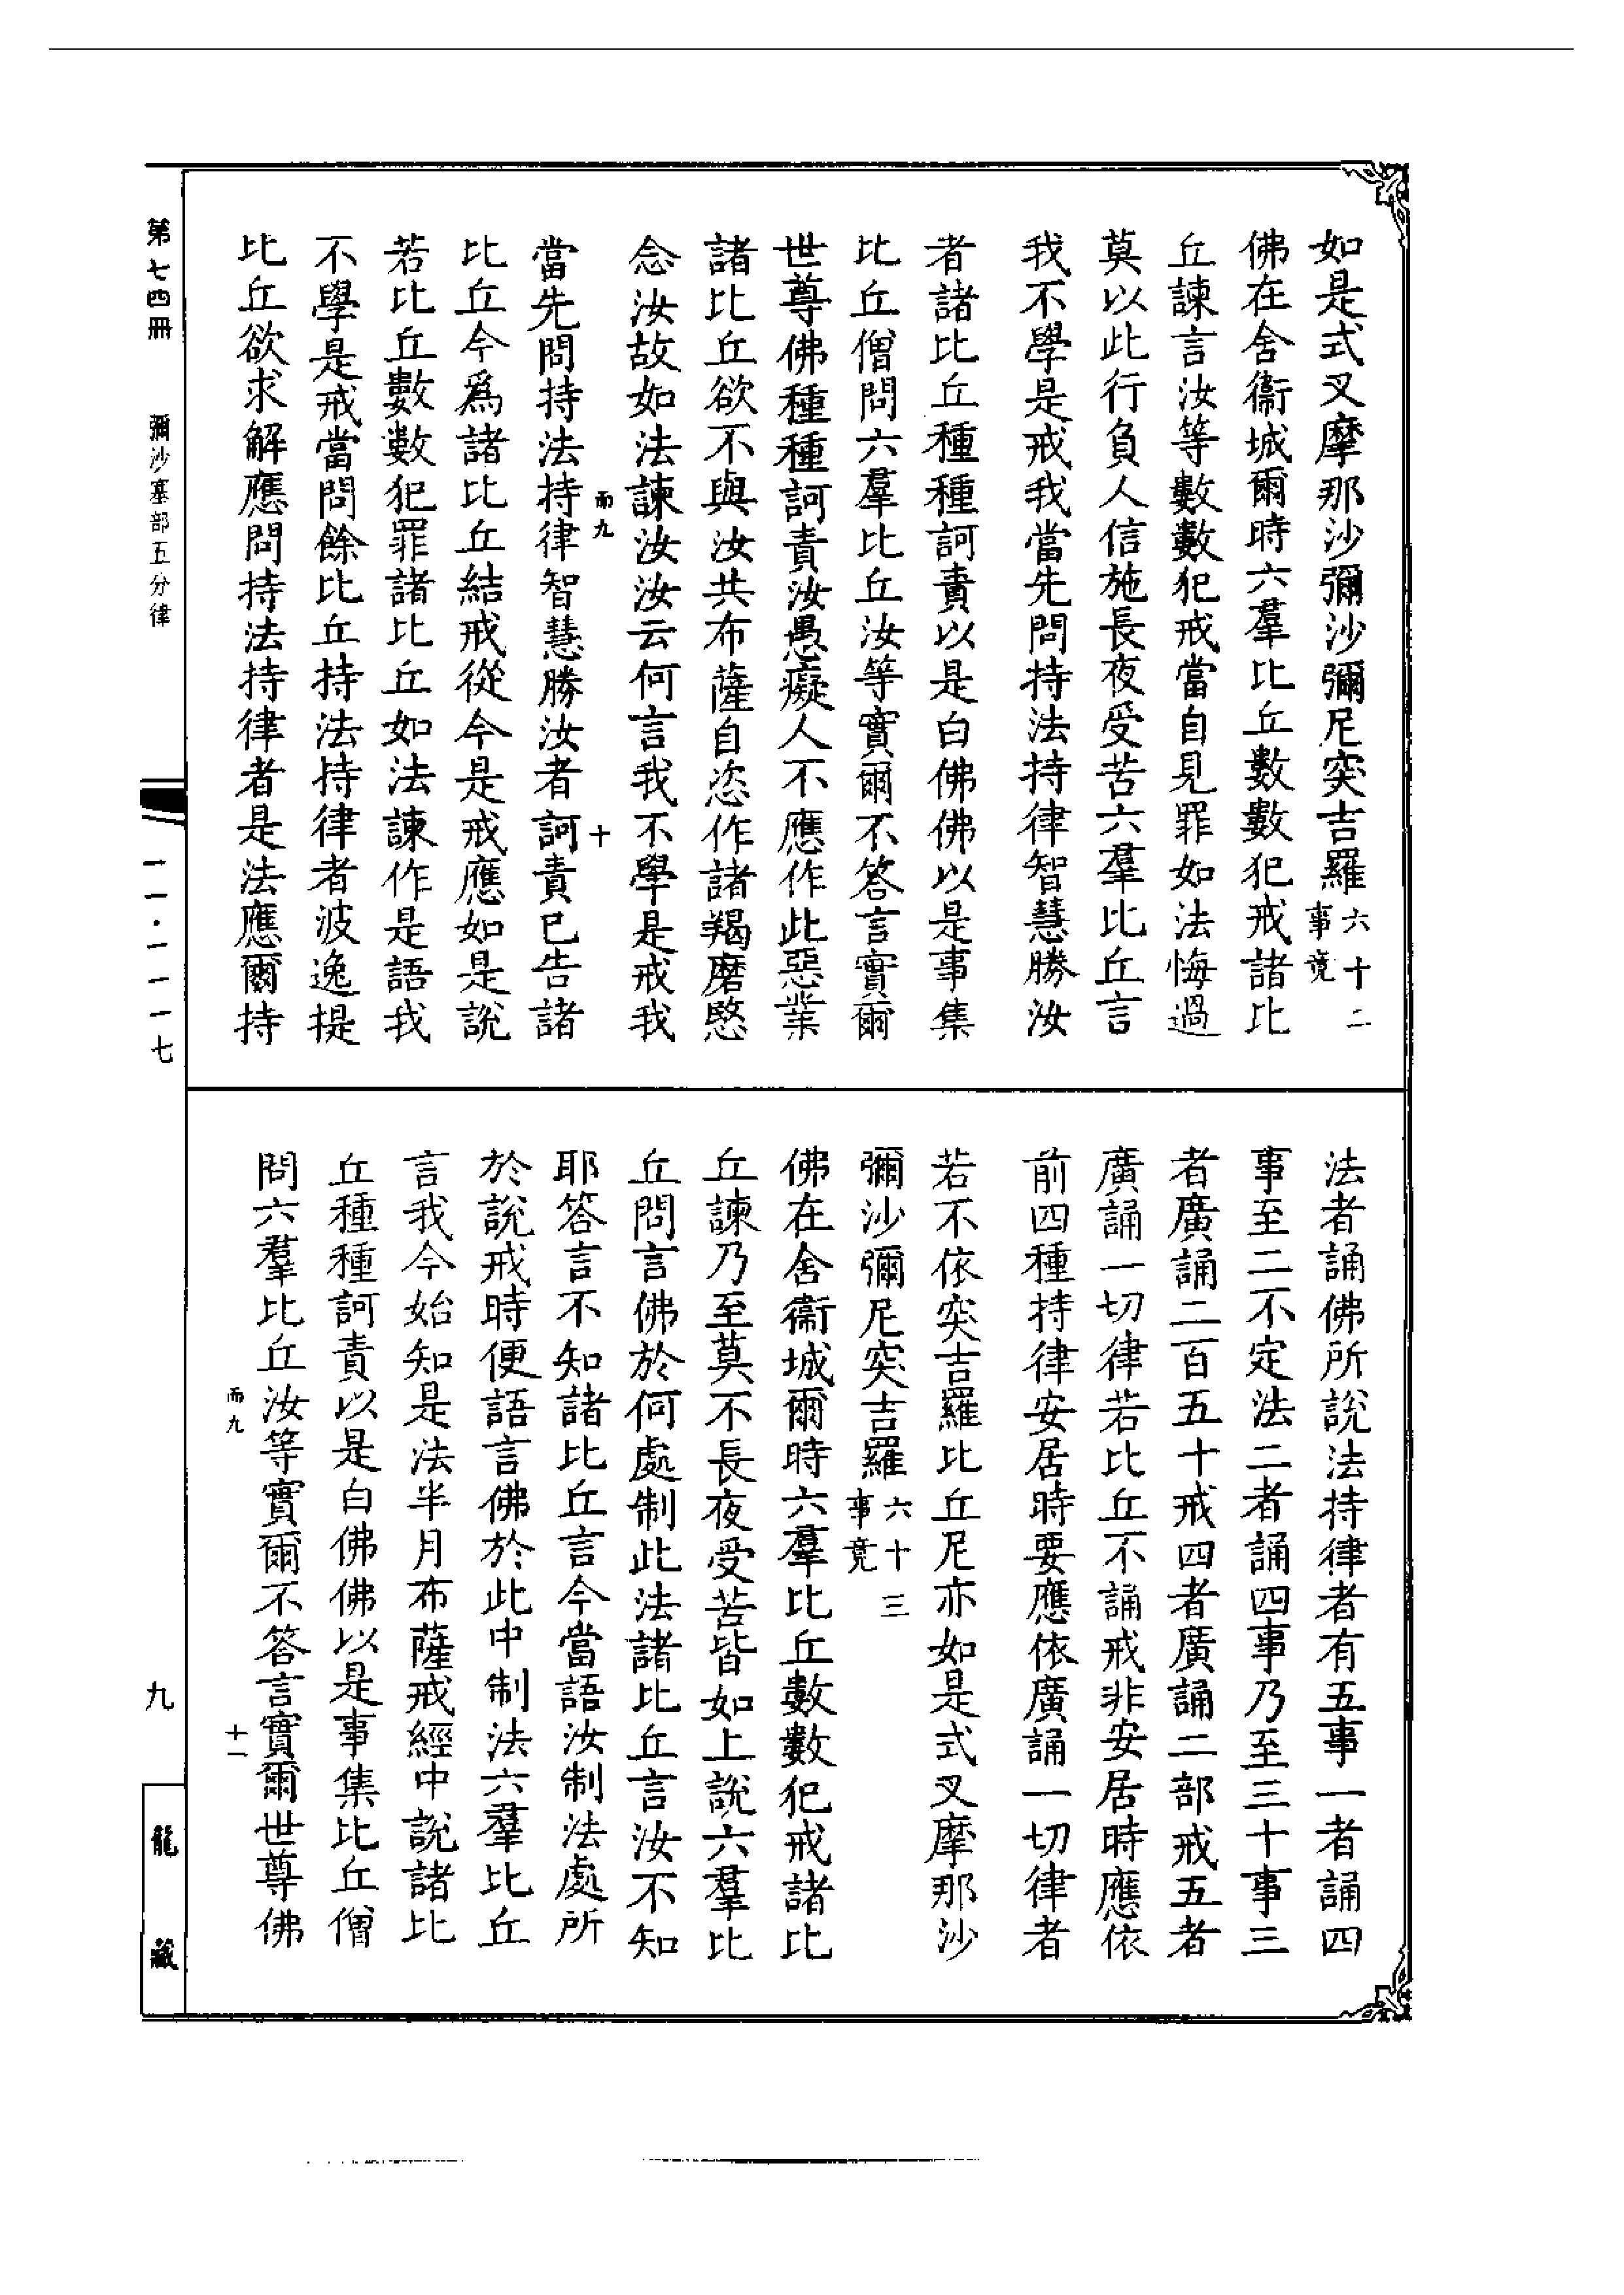 如是式叉摩那沙彌沙彌尼突吉羅六十二事竟
佛在舍衞城爾時六羣比丘數數犯戒諸比
丘諫言汝等數數犯戒當自見罪如法悔過
莫以此行負人信施長夜受苦六羣比丘言
我不學是戒我當先問持法持律智慧勝汝
者諸比丘種種訶責以是白佛佛以是事集
比丘僧問六羣比丘汝等實爾不答言實爾
世尊佛種種訶責汝愚癡人不應作此惡業
諸比丘欲不與汝共布薩自恣作諸羯磨愍
念汝故如法諫汝汝云何言我不學是戒我
而九 十
當先問持法持律智慧勝汝者訶責已告諸
比丘今爲諸比丘結戒從今是戒應如是說
若比丘數數犯罪諸比丘如法諫作是語我
不學是戒當問餘比丘持法持律者波逸提
比丘欲求解應問持法持律者是法應爾持
法者誦佛所說法持律者有五事一者誦四
事至二不定法二者誦四事乃至三十事三
者廣誦二百五十戒四者廣誦二部戒五者
廣誦一切律若比丘不誦戒非安居時應依
前四種持律安居時要應依廣誦一切律者
若不依突吉羅比丘尼亦如是式叉摩那沙
彌沙彌尼突吉羅六十三事竟
佛在舍衞城爾時六羣比丘數數犯戒諸比
丘諫乃至莫不長夜受苦皆如上說六羣比
丘問言佛於何處制此法諸比丘言汝不知
耶答言不知諸比丘言今當語汝制法處所
於說戒時便語言佛於此中制法六羣比丘
言我今始知是法半月布薩戒經中說諸比
丘種種訶責以是白佛佛以是事集比丘僧
問六羣比丘汝等實爾不答言實爾世尊佛
而九 十一
第七四冊 彌沙塞部五分律 一一·一一一七 九 龍藏